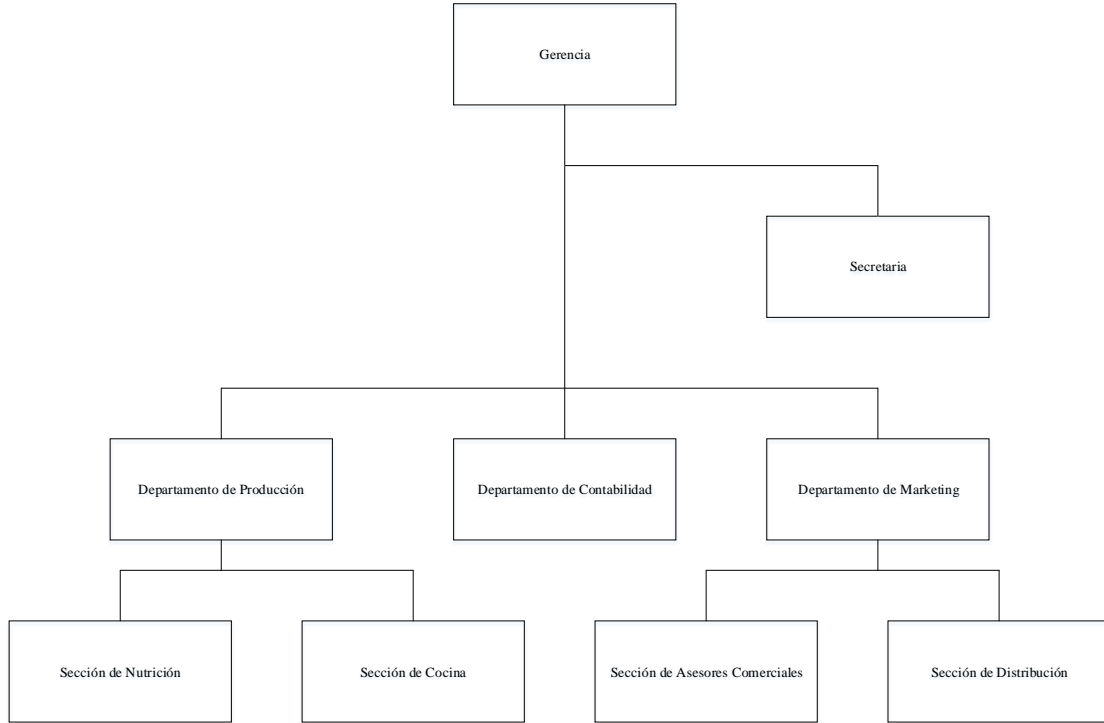 Gerencia
Secretaria
Departamento de Producción
Departamento de Contabilidad
Departamento de Marketing
Sección de Nutrición
Sección de Cocina
Sección de Asesores Comerciales
Sección de Distribución